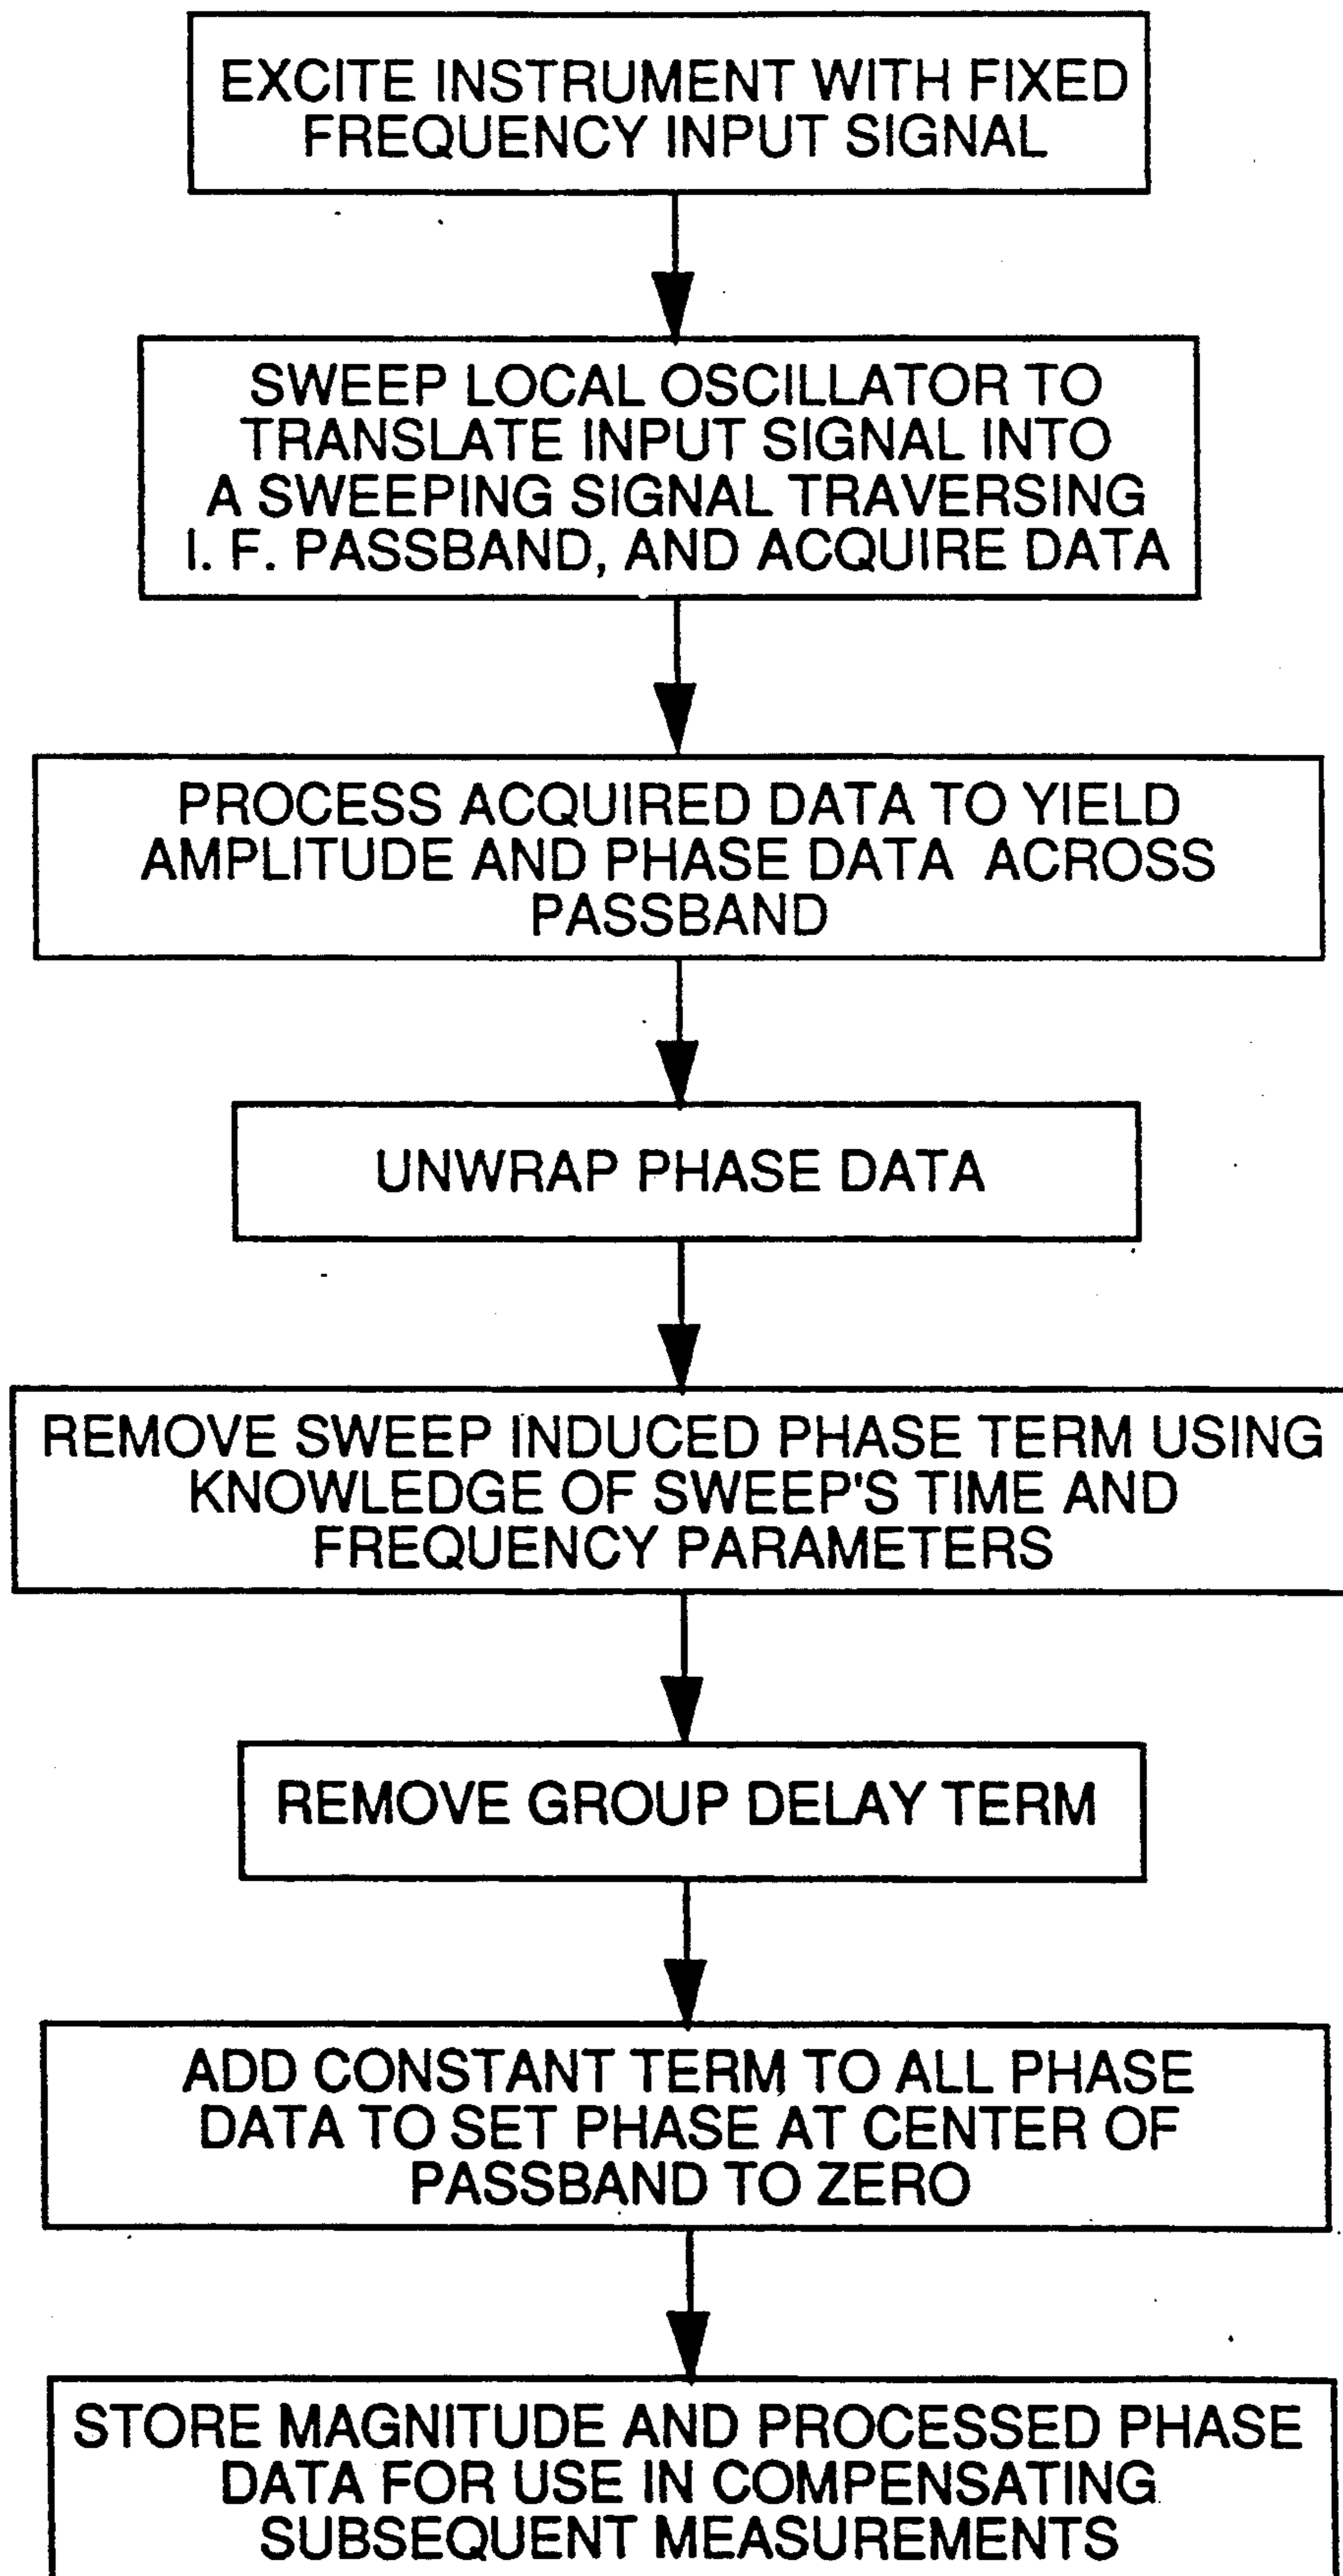 EXCITE INSTRUMENT WITH FIXED
FREQUENCY INPUT SIGNAL
SWEEP LOCAL OSCILLATOR TO
TRANSLATE INPUT SIGNAL INTO
A SWEEPING SIGNAL TRAVERSING
I. F. PASSBAND, AND ACQUIRE DATA
PROCESS ACQUIRED DATA TO YIELD
AMPLITUDE AND PHASE DATA ACROSS
PASSBAND
UNWRAP PHASE DATA
REMOVE SWEEP INDUCED PHASE TERM USING
KNOWLEDGE OF SWEEP'S TIME AND
FREQUENCY PARAMETERS
REMOVE GROUP DELAY TERM
ADD CONSTANT TERM TO ALL PHASE
DATA TO SET PHASE AT CENTER OF
PASSBAND TO ZERO
STORE MAGNITUDE AND PROCESSED PHASE
DATA FOR USE IN COMPENSATING
SUBSEQUENT MEASUREMENTS